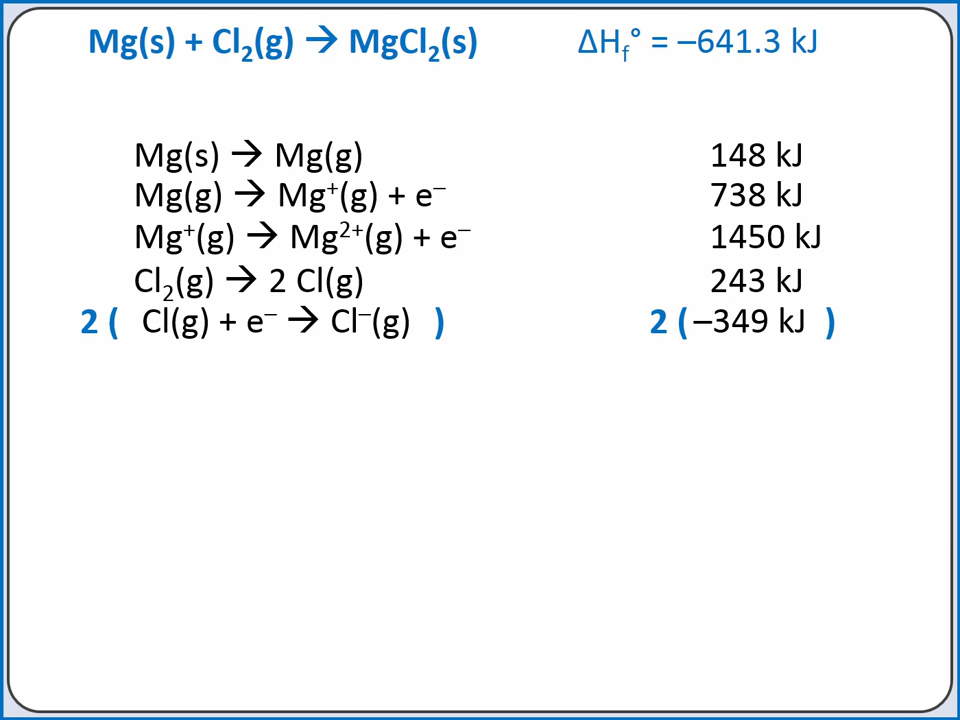 Mg(s) + Cl₂(g) → MgCl₂(s) ΔHf° = –641.3 kJ
Mg(s) → Mg(g) 148 kJ
Mg(g) → Mg⁺(g) + e⁻ 738 kJ
Mg⁺(g) → Mg²⁺(g) + e⁻ 1450 kJ
Cl₂(g) → 2 Cl(g) 243 kJ
2 ( Cl(g) + e⁻ → Cl⁻(g) ) 2 ( –349 kJ )